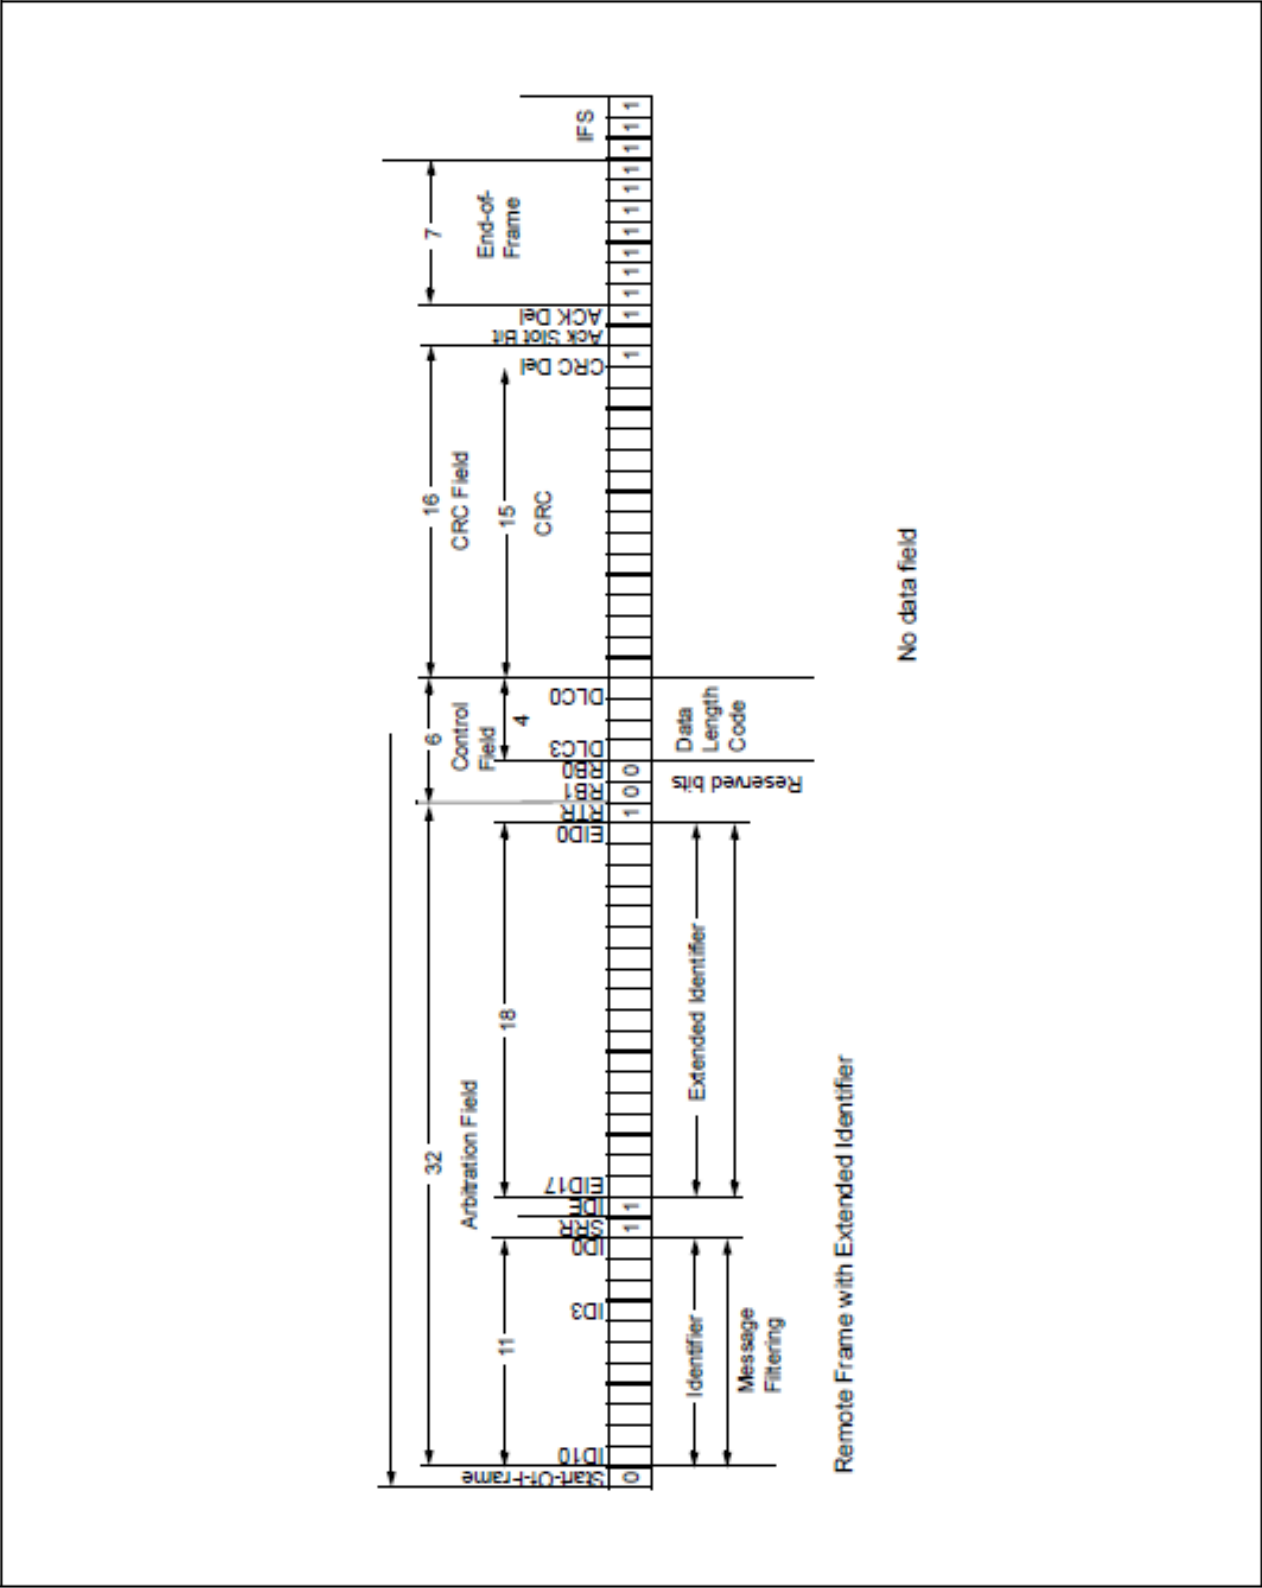 Remote Frame with Extended Identifier
No data field
32
Arbitration Field
6
Control
Field
16
CRC Field
7
End-of-
Frame
IFS
11
18
4
15
CRC
Start-Of-Frame
ID10
ID3
ID0
SRR
IDE
EID17
EID0
RTR
RB1
RB0
DLC3
DLC0
CRC Del
Ack Slot Bit
ACK Del
0
1
1
1
0
0
1
1
1
1
1
1
1
1
1
1
1
1
Identifier
Message
Filtering
Extended Identifier
Reserved bits
Data
Length
Code